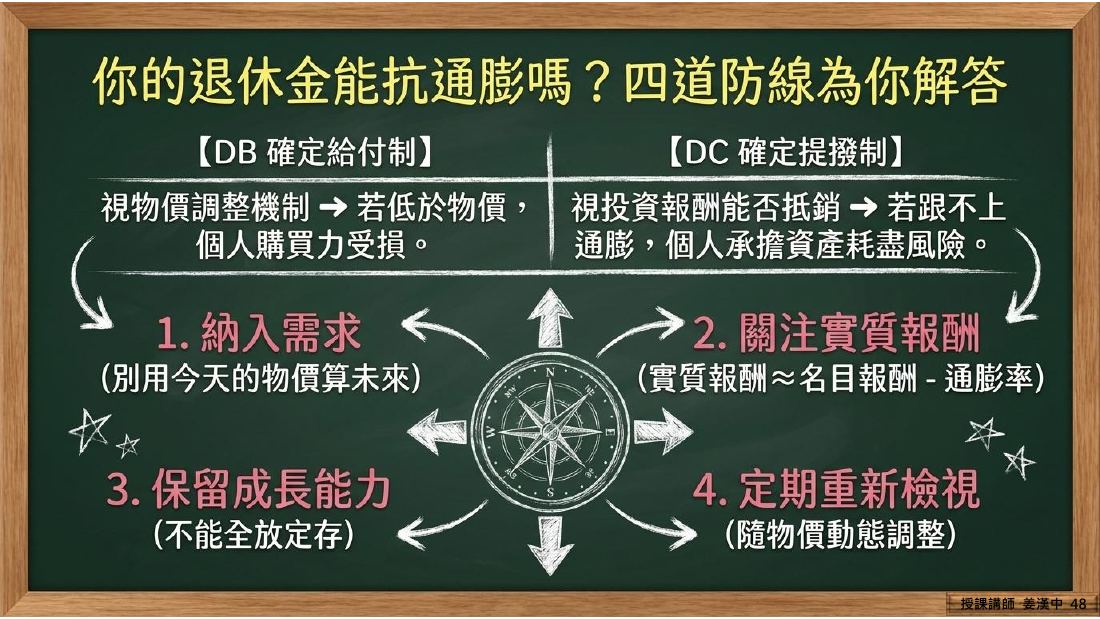 你的退休金能抗通膨嗎？四道防線為你解答
【DB 確定給付制】
視物價調整機制 ➔ 若低於物價，
個人購買力受損。
【DC 確定提撥制】
視投資報酬能否抵銷 ➔ 若跟不上
通膨，個人承擔資產耗盡風險。
1. 納入需求
(別用今天的物價算未來)
2. 關注實質報酬
(實質報酬≈名目報酬 - 通膨率)
N
W
E
S
NW
3. 保留成長能力
(不能全放定存)
4. 定期重新檢視
(隨物價動態調整)
授課講師 姜漢中 48